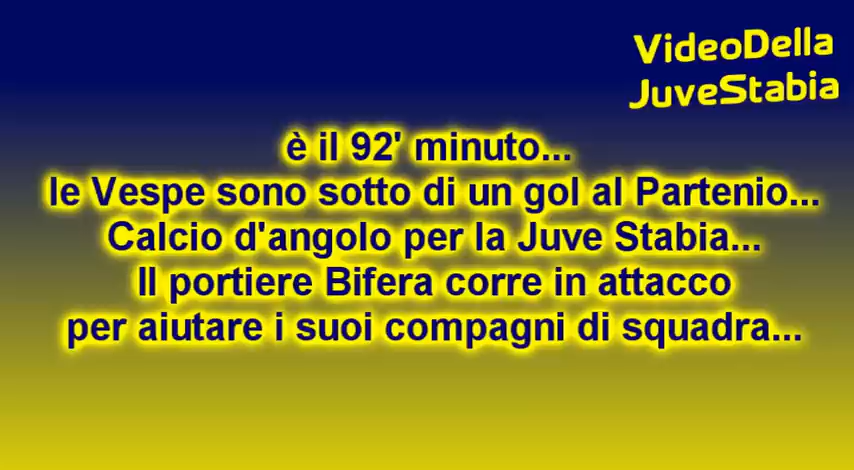 VideoDella
JuveStabia
è il 92' minuto...
le Vespe sono sotto di un gol al Partenio...
Calcio d'angolo per la Juve Stabia...
Il portiere Bifera corre in attacco
per aiutare i suoi compagni di squadra...